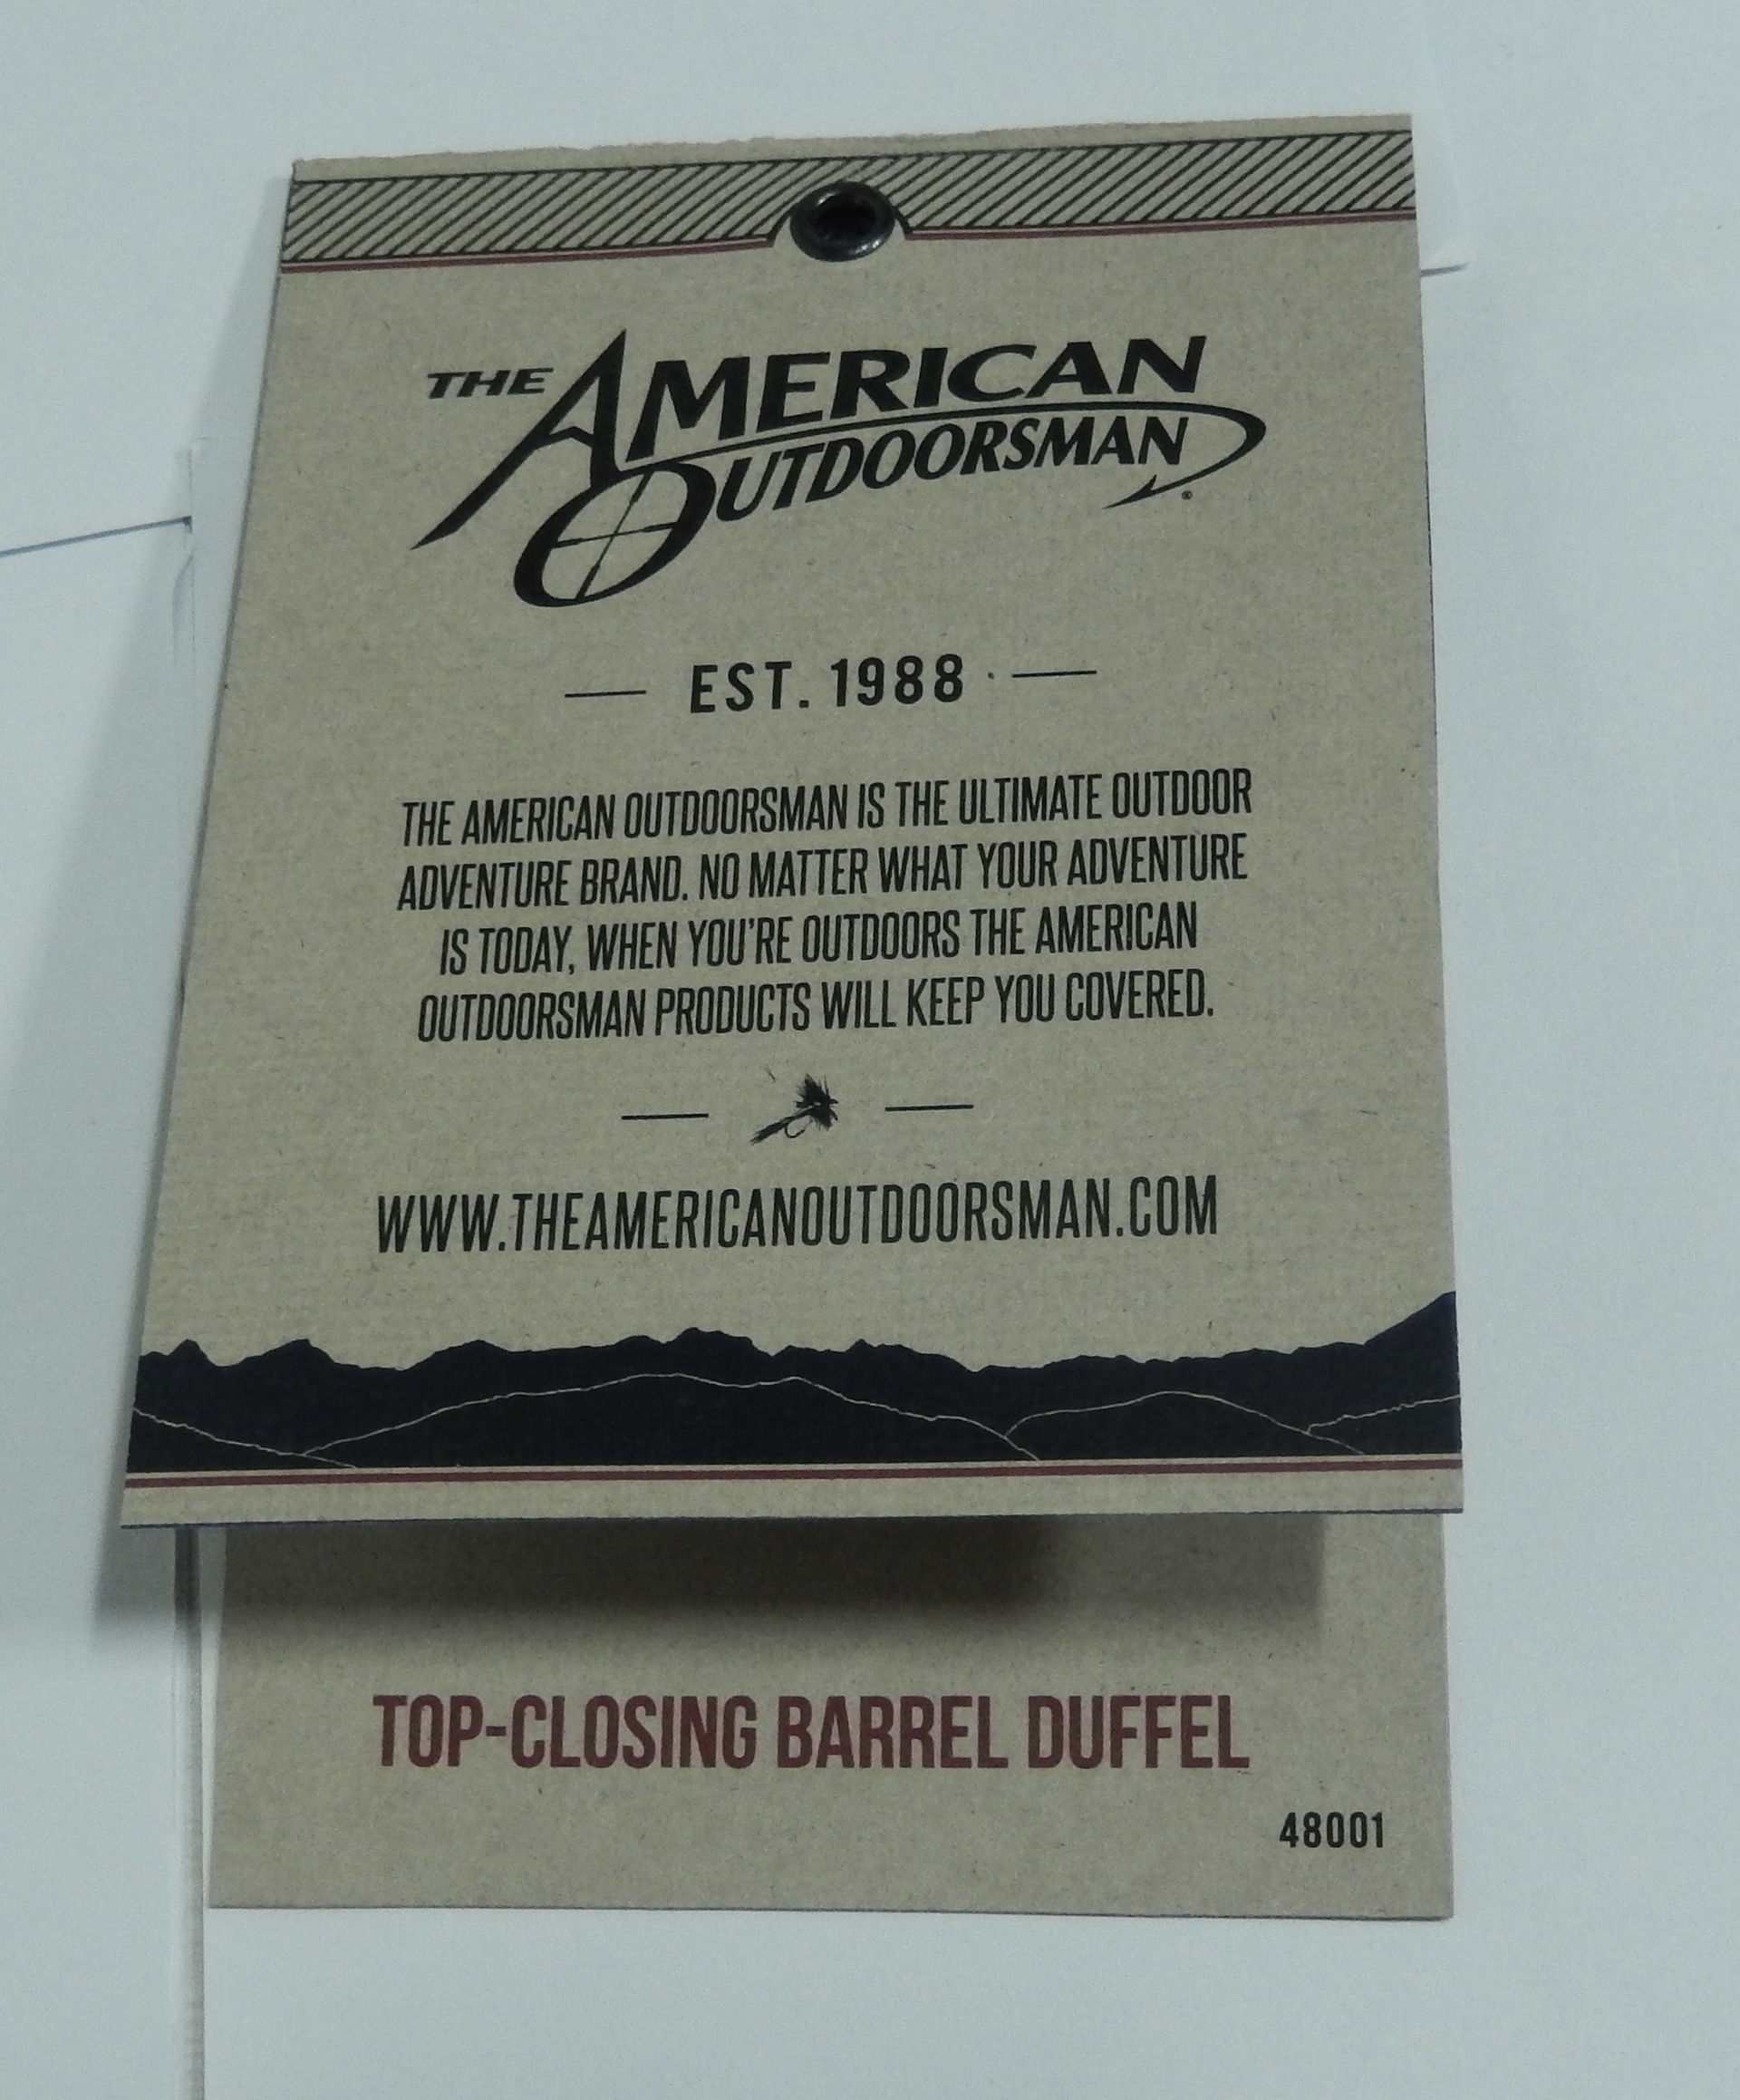 THE AMERICAN
OUTDOORSMAN®
EST. 1988
THE AMERICAN OUTDOORSMAN IS THE ULTIMATE OUTDOOR
ADVENTURE BRAND. NO MATTER WHAT YOUR ADVENTURE
IS TODAY, WHEN YOU'RE OUTDOORS THE AMERICAN
OUTDOORSMAN PRODUCTS WILL KEEP YOU COVERED.
WWW.THEAMERICANOUTDOORSMAN.COM
TOP-CLOSING BARREL DUFFEL
48001